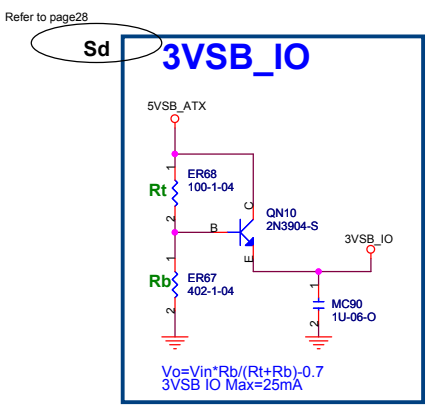 Refer to page28
Sd
3VSB_IO
5VSB_ATX
1
ER68
Rt
100-1-04
2
C
QN10
B
2N3904-S
E
3VSB_IO
1
Rb
ER67
402-1-04
2
1
MC90
1U-06-O
2
Vo=Vin*Rb/(Rt+Rb)-0.7
3VSB IO Max=25mA